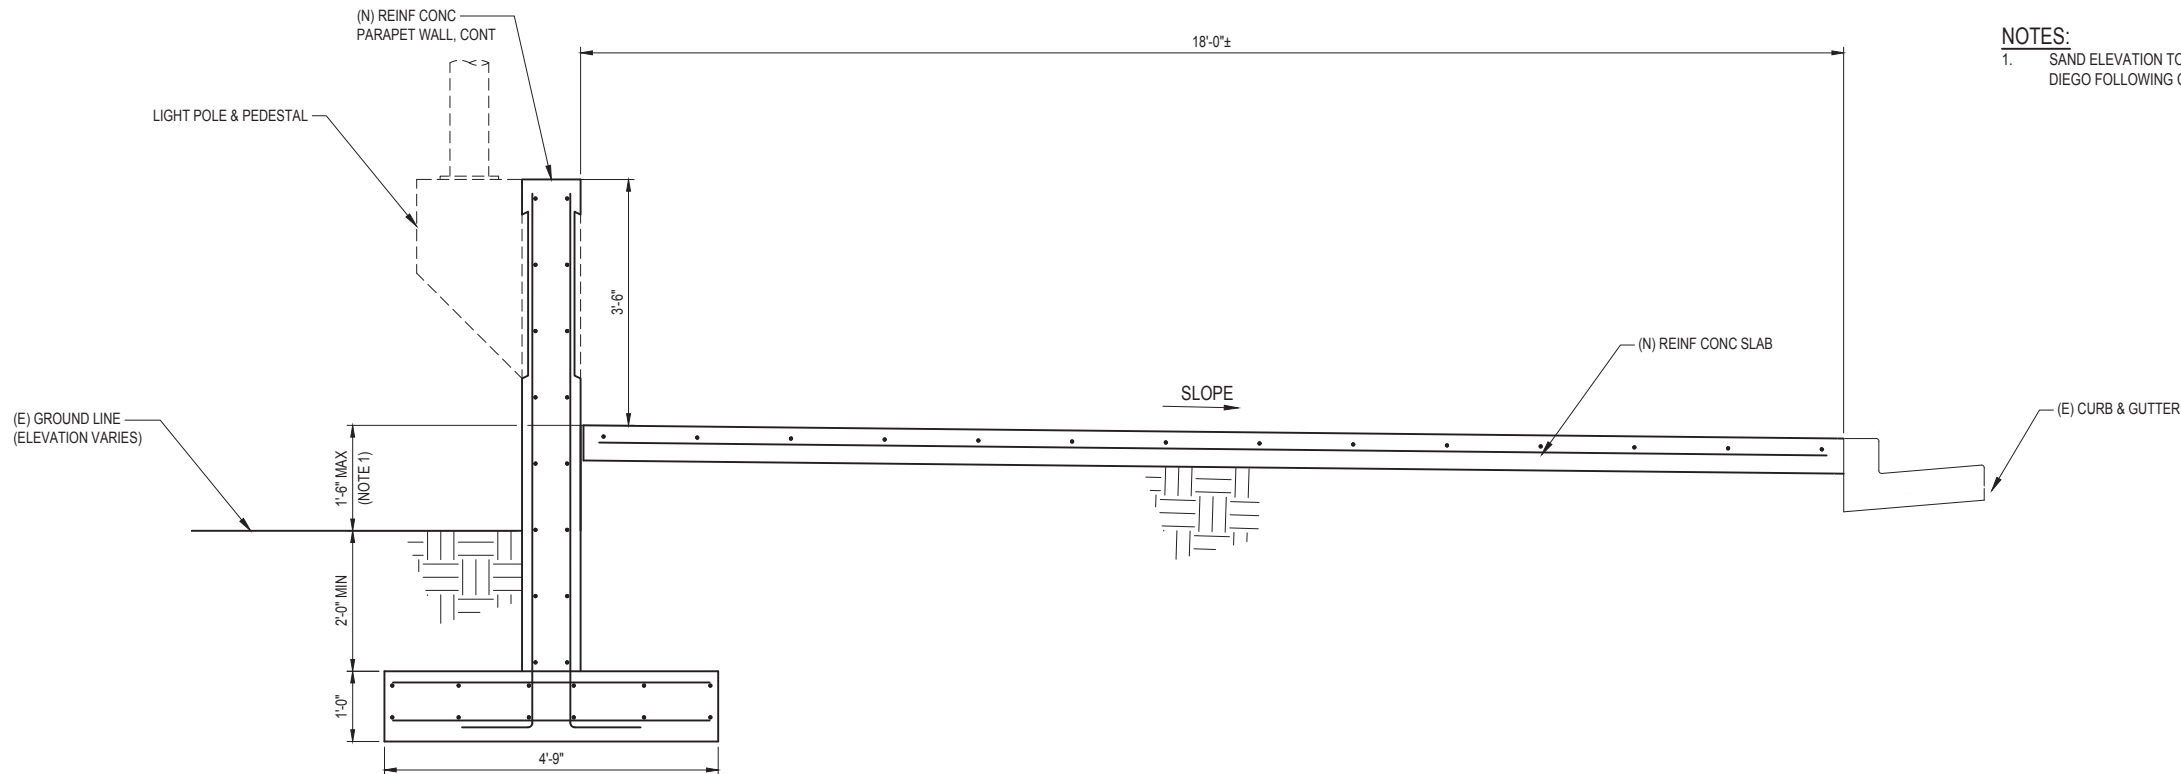 (N) REINF CONC
PARAPET WALL, CONT
18'-0"±
NOTES:
1. SAND ELEVATION TO
DIEGO FOLLOWING
LIGHT POLE & PEDESTAL
3'-6"
(N) REINF CONC SLAB
SLOPE
(E) GROUND LINE
(ELEVATION VARIES)
(E) CURB & GUTTER
1'-6" MAX
(NOTE 1)
2'-0" MIN
1'-0"
4'-9"